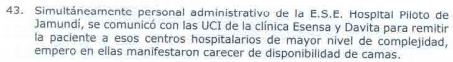 43. Simultáneamente personal administrativo de la E.S.E. Hospital Piloto de
Jamundí, se comunicó con las UCI de la clínica Esensa y Davita para remitir
la paciente a esos centros hospitalarios de mayor nivel de complejidad,
empero en ellas manifestaron carecer de disponibilidad de camas.